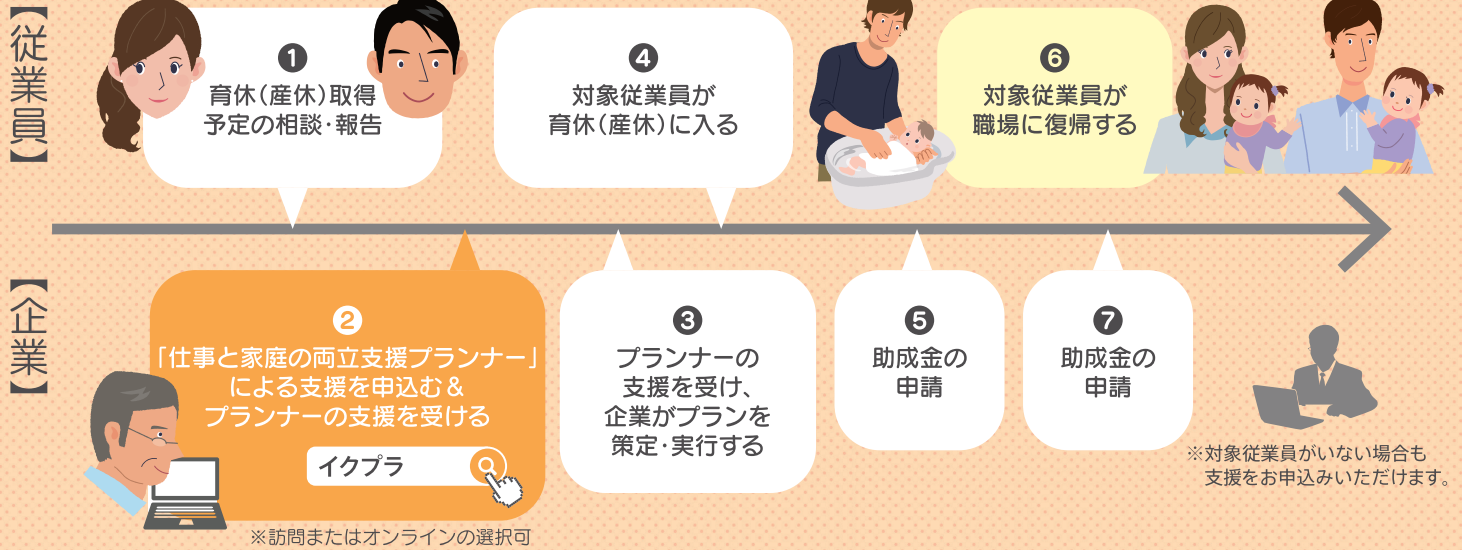 【従業員】
❶
育休(産休)取得
予定の相談・報告
❹
対象従業員が
育休(産休)に入る
❻
対象従業員が
職場に復帰する
【企業】
❷
「仕事と家庭の両立支援プランナー」
による支援を申込む&
プランナーの支援を受ける
イクプラ
※訪問またはオンラインの選択可
❸
プランナーの
支援を受け、
企業がプランを
策定・実行する
❺
助成金の
申請
❼
助成金の
申請
※対象従業員がいない場合も
支援をお申込みいただけます。